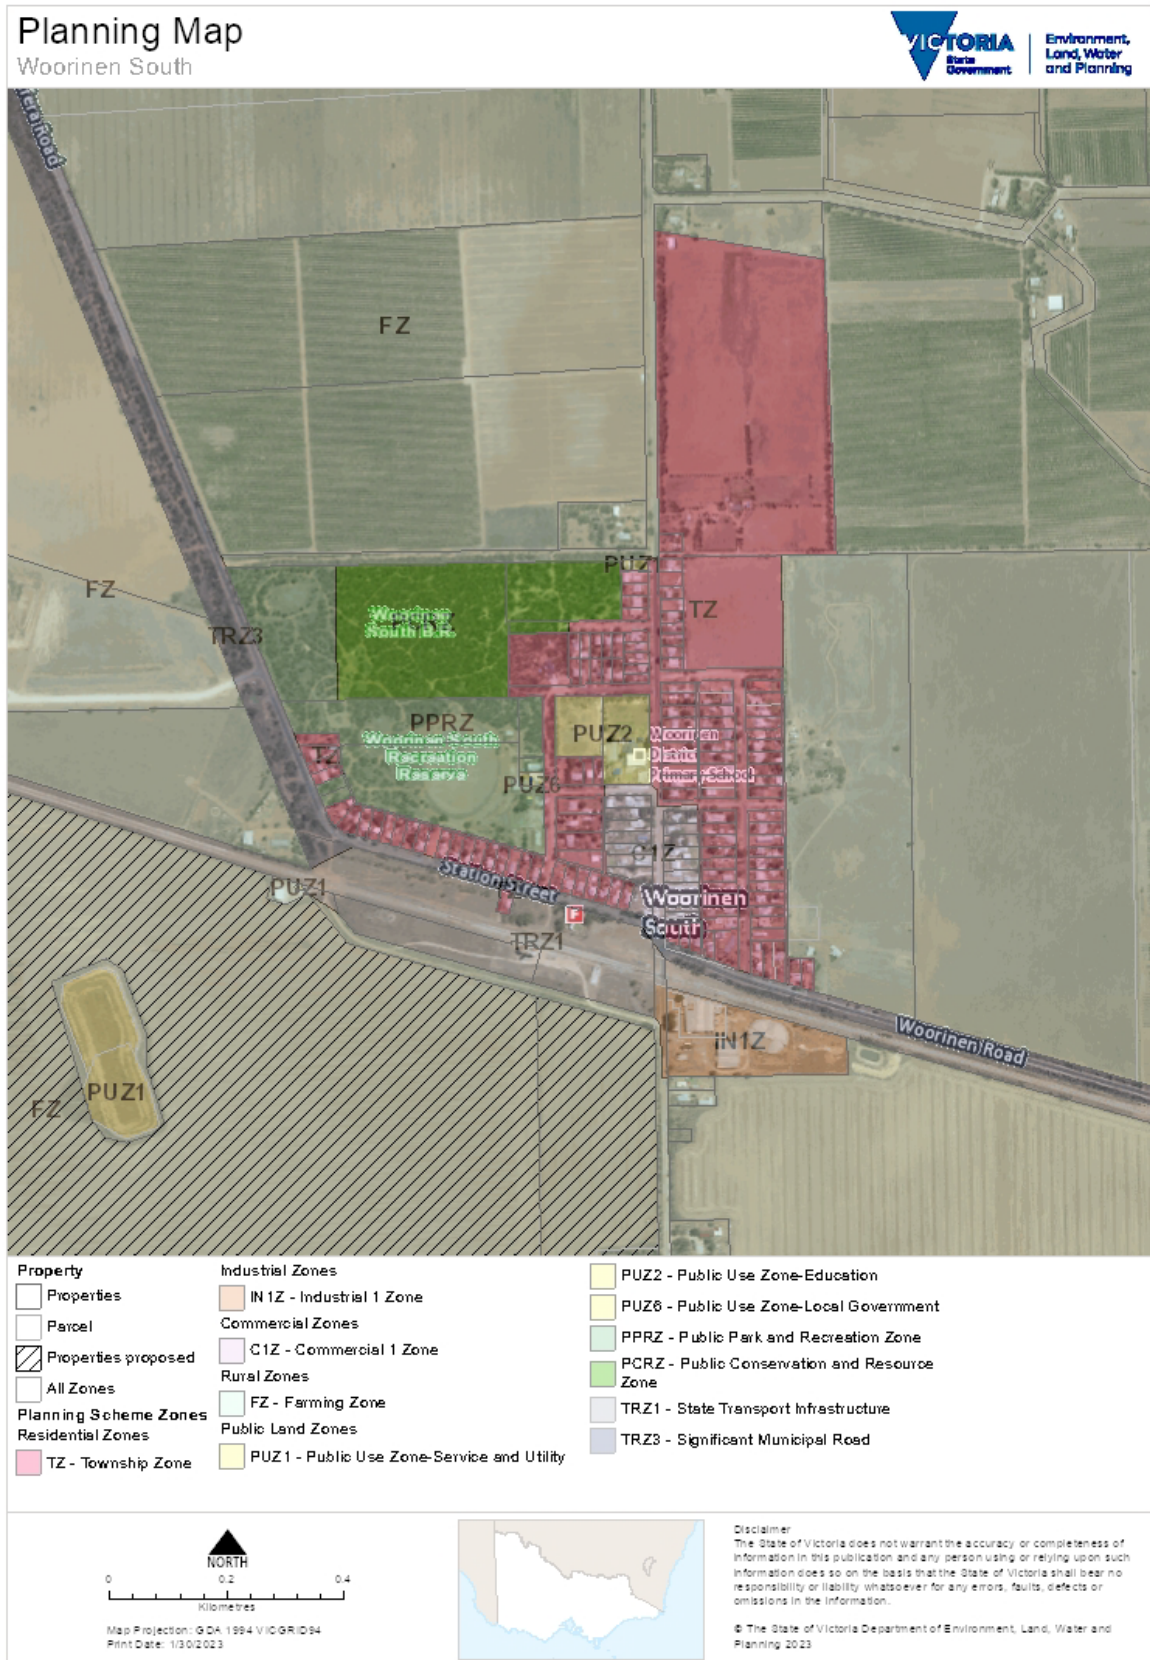 Planning Map
Woorinen South
VICTORIA
State
Government
Environment,
Land, Water
and Planning
Road
FZ
FZ
TRZ3
PUZ1
Woorinen
South B.R.
TZ
PPRZ
Woorinen South
Recreation
Reserve
TZ
PUZ2
Woorinen
District
Primary School
PUZ6
C1Z
Station Street
PUZ1
F
Woorinen
South
TRZ1
IN1Z
Woorinen Road
PUZ1
FZ
Property
Properties
Parcel
Properties proposed
All Zones
Planning Scheme Zones
Residential Zones
TZ - Township Zone
Industrial Zones
IN1Z - Industrial 1 Zone
Commercial Zones
C1Z - Commercial 1 Zone
Rural Zones
FZ - Farming Zone
Public Land Zones
PUZ1 - Public Use Zone-Service and Utility
PUZ2 - Public Use Zone-Education
PUZ6 - Public Use Zone-Local Government
PPRZ - Public Park and Recreation Zone
PCRZ - Public Conservation and Resource
Zone
TRZ1 - State Transport Infrastructure
TRZ3 - Significant Municipal Road
NORTH
0 0.2 0.4
Kilometres
Map Projection: GDA 1994 VICGRID94
Print Date: 1/30/2023
Disclaimer
The State of Victoria does not warrant the accuracy or completeness of
information in this publication and any person using or relying upon such
information does so on the basis that the State of Victoria shall bear no
responsibility or liability whatsoever for any errors, faults, defects or
omissions in the information.
© The State of Victoria Department of Environment, Land, Water and
Planning 2023